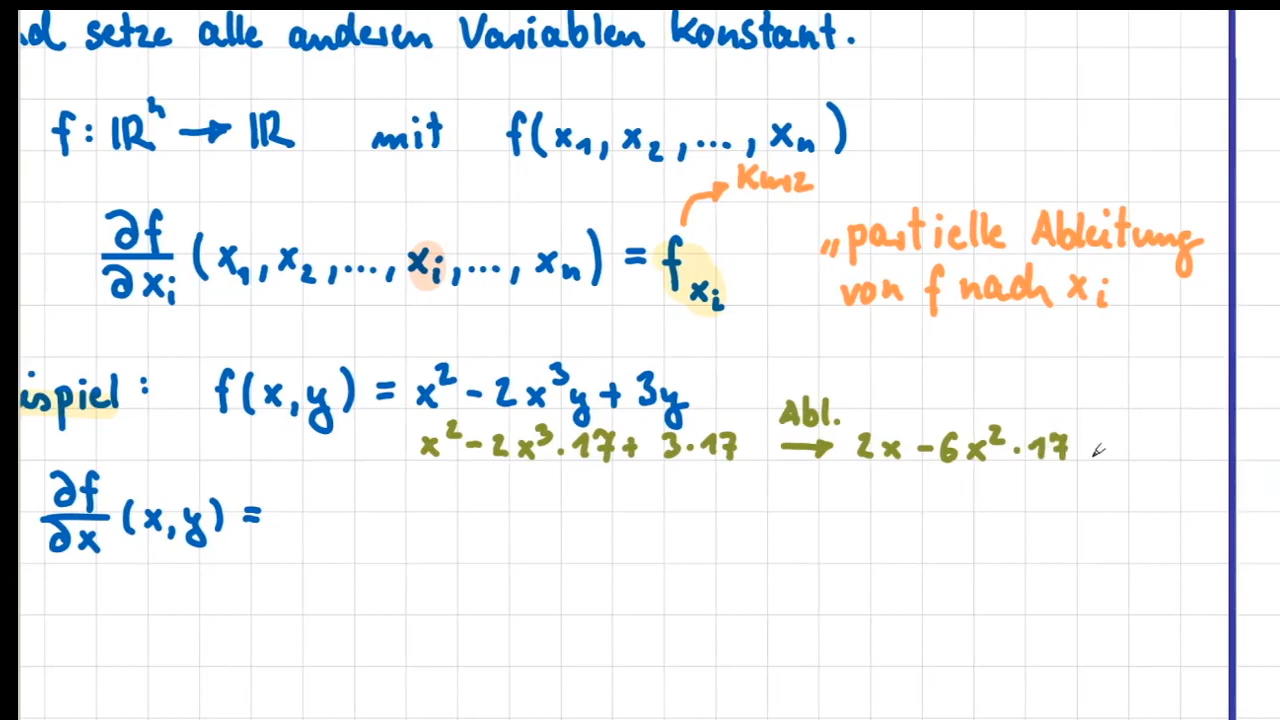 setze alle anderen Variablen konstant.
f: ℝⁿ → ℝ mit f(x₁, x₂, ..., xₙ)
Kurz
∂f/∂xᵢ (x₁, x₂, ..., xᵢ, ..., xₙ) = f_xᵢ
„partielle Ableitung
von f nach xᵢ
ispiel: f(x,y) = x² - 2x³y + 3y
x² - 2x³ · 17 + 3 · 17 Abl. → 2x - 6x² · 17
∂f/∂x (x,y) =